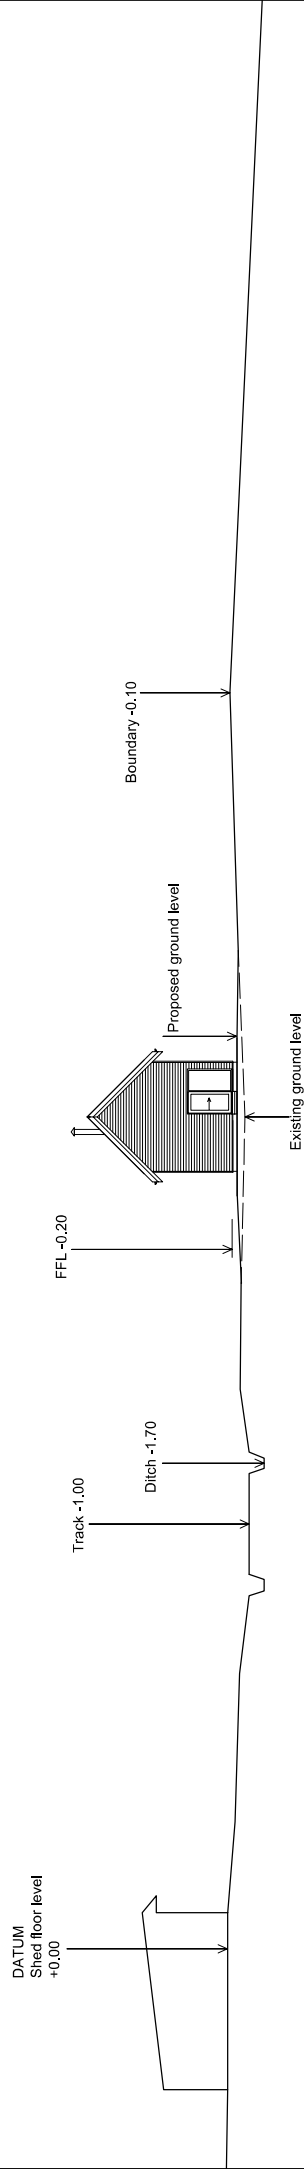 DATUM
Shed floor level
+0.00
Track -1.00
Ditch -1.70
FFL -0.20
Existing ground level
Proposed ground level
Boundary -0.10